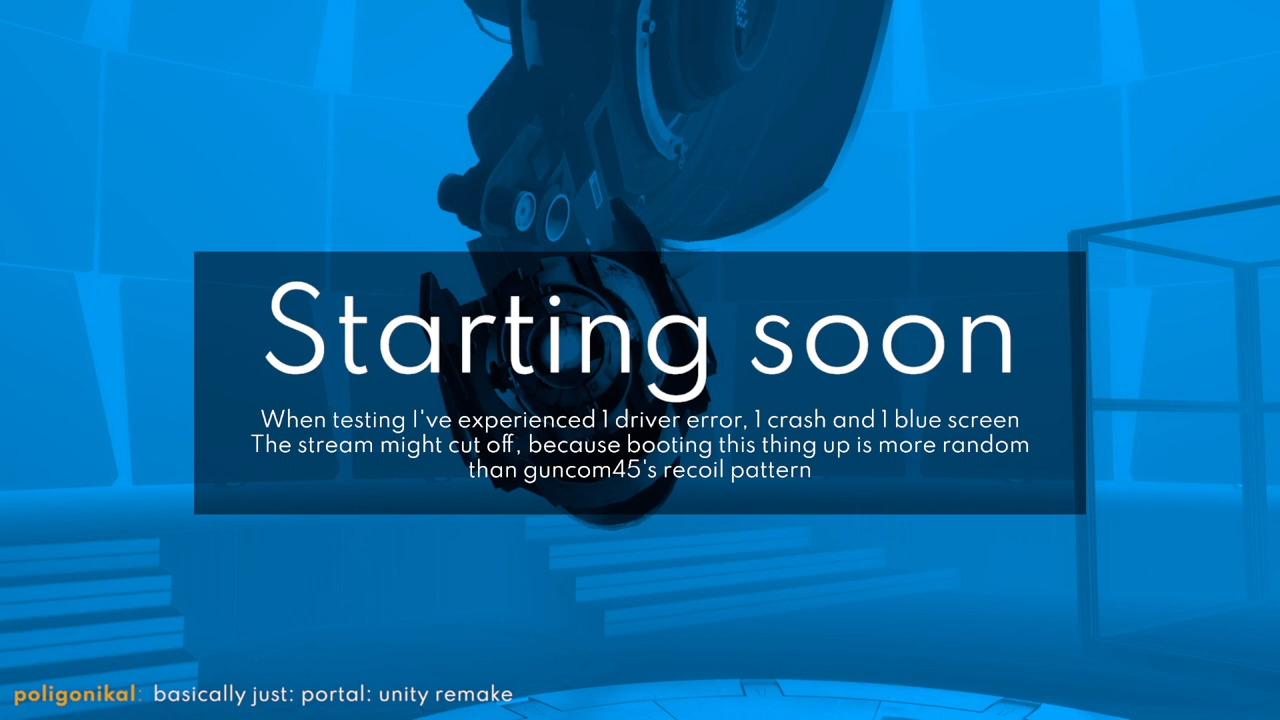 Starting soon
When testing I've experienced 1 driver error, 1 crash and 1 blue screen
The stream might cut off, because booting this thing up is more random
than guncom45's recoil pattern
poligonikal: basically just: portal: unity remake